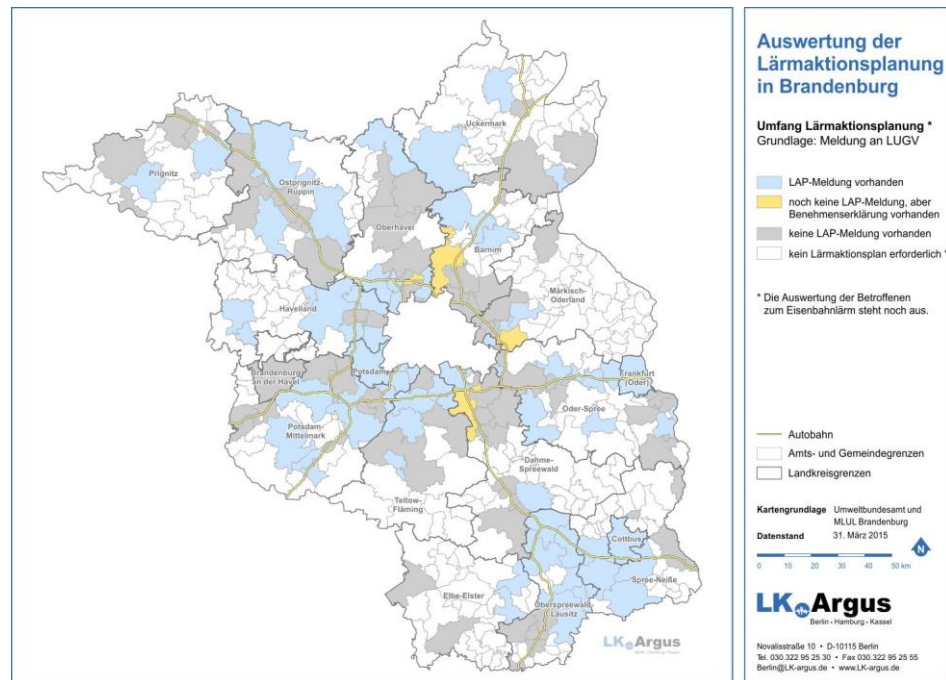 Uckermark
Prignitz
Ostprignitz-
Ruppin
Oberhavel
Barnim
Märkisch-
Oderland
Havelland
Brandenburg
an der Havel
Potsdam
Frankfurt
(Oder)
Oder-Spree
Potsdam-
Mittelmark
Dahme-
Spreewald
Teltow-
Fläming
Cottbus
Spree-Neiße
Elbe-Elster
Oberspreewald-
Lausitz
LK Argus
Berlin - Hamburg - Kassel
Auswertung der
Lärmaktionsplanung
in Brandenburg
Umfang Lärmaktionsplanung *
Grundlage: Meldung an LUGV
LAP-Meldung vorhanden
noch keine LAP-Meldung, aber
Benehmenserklärung vorhanden
keine LAP-Meldung vorhanden
kein Lärmaktionsplan erforderlich *
* Die Auswertung der Betroffenen
zum Eisenbahnlärm steht noch aus.
Autobahn
Amts- und Gemeindegrenzen
Landkreisgrenzen
Kartengrundlage Umweltbundesamt und
MLUL Brandenburg
Datenstand 31. März 2015
N
0 10 20 30 40 50 km
LK Argus
Berlin - Hamburg - Kassel
Novalisstraße 10 • D-10115 Berlin
Tel. 030.322 95 25 30 • Fax 030.322 95 25 55
Berlin@LK-argus.de • www.LK-argus.de